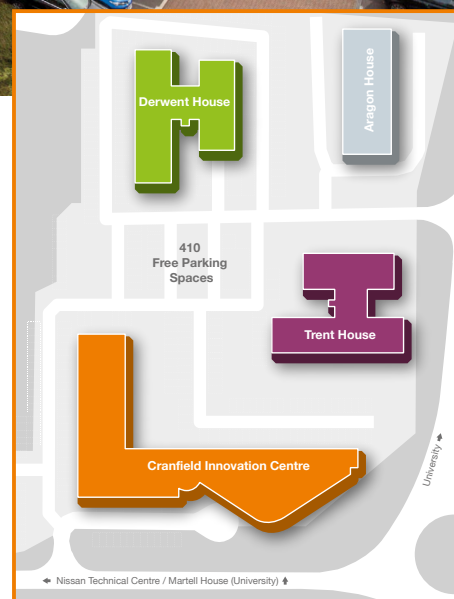 Derwent House
Aragon House
410
Free Parking
Spaces
Trent House
Cranfield Innovation Centre
University
Nissan Technical Centre / Martell House (University)